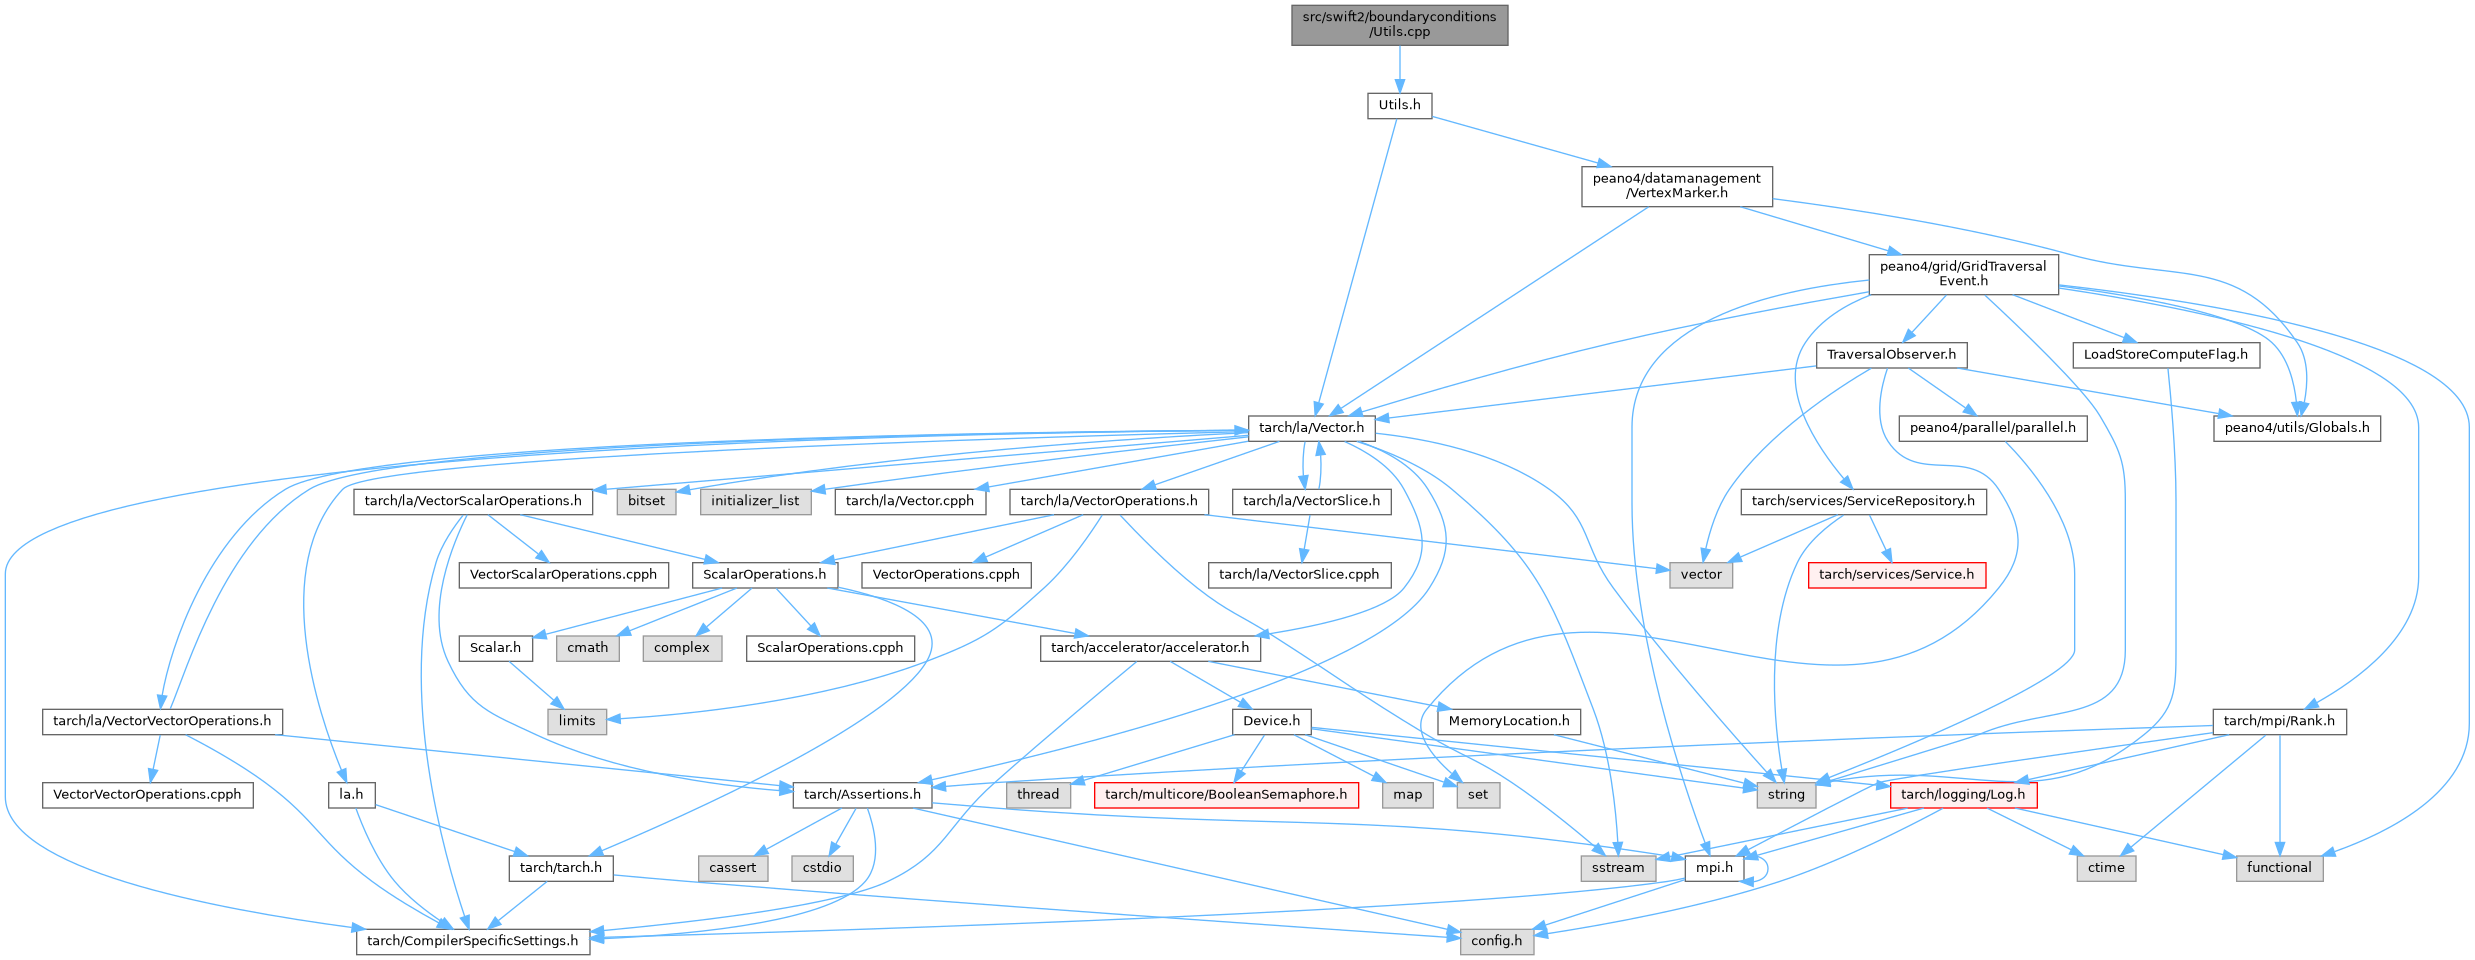 src/swift2/boundaryconditions
/Utils.cpp
Utils.h
peano4/datamanagement
/VertexMarker.h
peano4/grid/GridTraversal
Event.h
TraversalObserver.h
LoadStoreComputeFlag.h
tarch/la/Vector.h
peano4/parallel/parallel.h
peano4/utils/Globals.h
tarch/la/VectorScalarOperations.h
bitset
initializer_list
tarch/la/Vector.cpph
tarch/la/VectorOperations.h
tarch/la/VectorSlice.h
tarch/services/ServiceRepository.h
VectorScalarOperations.cpph
ScalarOperations.h
VectorOperations.cpph
tarch/la/VectorSlice.cpph
vector
tarch/services/Service.h
Scalar.h
cmath
complex
ScalarOperations.cpph
tarch/accelerator/accelerator.h
tarch/la/VectorVectorOperations.h
limits
Device.h
MemoryLocation.h
tarch/mpi/Rank.h
VectorVectorOperations.cpph
la.h
tarch/Assertions.h
thread
tarch/multicore/BooleanSemaphore.h
map
set
string
tarch/logging/Log.h
tarch/tarch.h
cassert
cstdio
sstream
mpi.h
ctime
functional
tarch/CompilerSpecificSettings.h
config.h